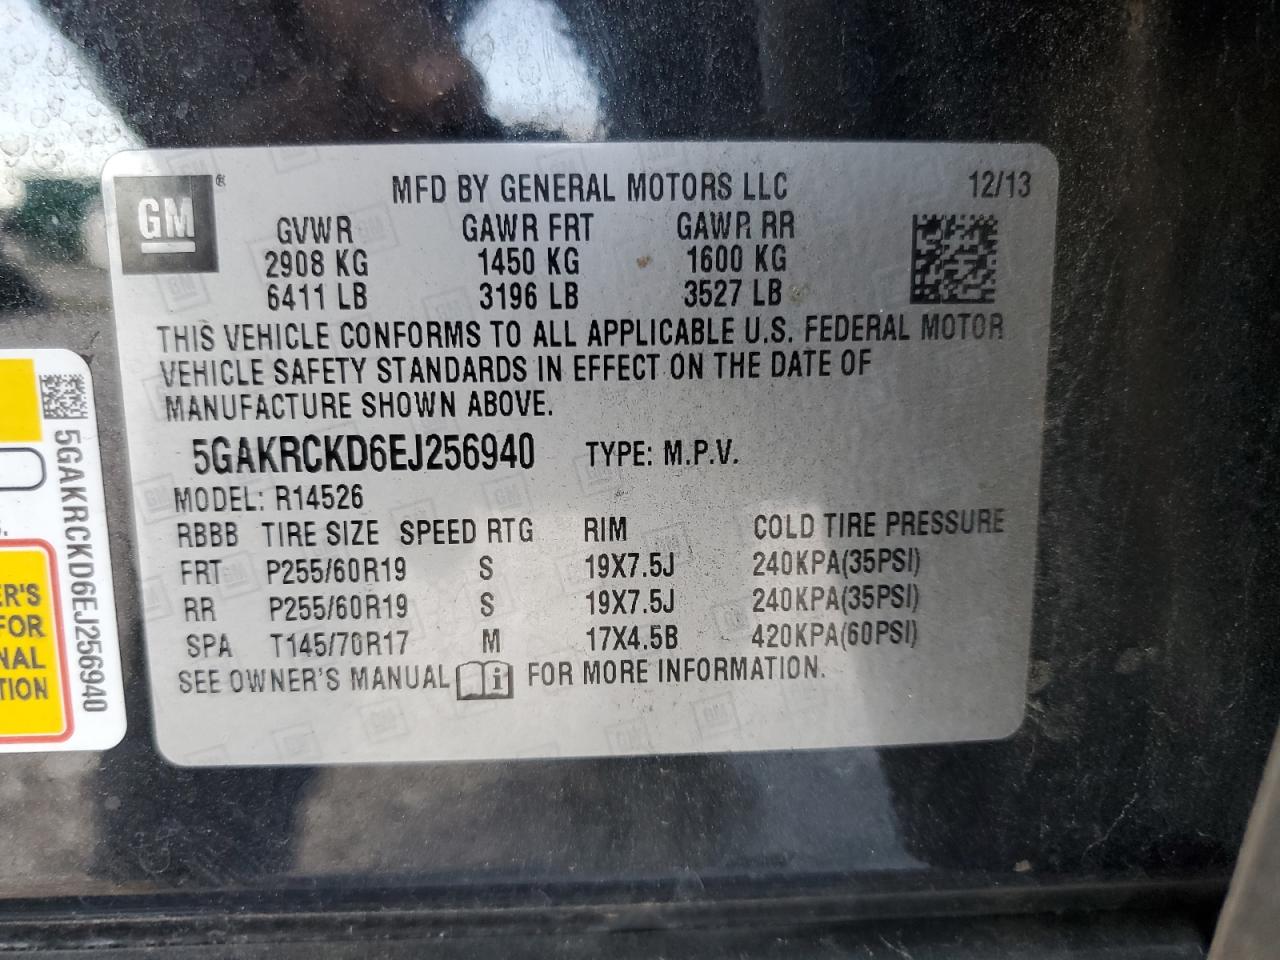 GM ®
MFD BY GENERAL MOTORS LLC 12/13
GVWR GAWR FRT GAWR RR
2908 KG 1450 KG 1600 KG
6411 LB 3196 LB 3527 LB
THIS VEHICLE CONFORMS TO ALL APPLICABLE U.S. FEDERAL MOTOR
VEHICLE SAFETY STANDARDS IN EFFECT ON THE DATE OF
MANUFACTURE SHOWN ABOVE.
5GAKRCKD6EJ256940 TYPE: M.P.V.
MODEL: R14526
RBBB TIRE SIZE SPEED RTG RIM COLD TIRE PRESSURE
FRT P255/60R19 S 19X7.5J 240KPA(35PSI)
RR P255/60R19 S 19X7.5J 240KPA(35PSI)
SPA T145/70R17 M 17X4.5B 420KPA(60PSI)
SEE OWNER'S MANUAL FOR MORE INFORMATION.
5GAKRCKD6EJ256940
ER'S
FOR
NAL
TION